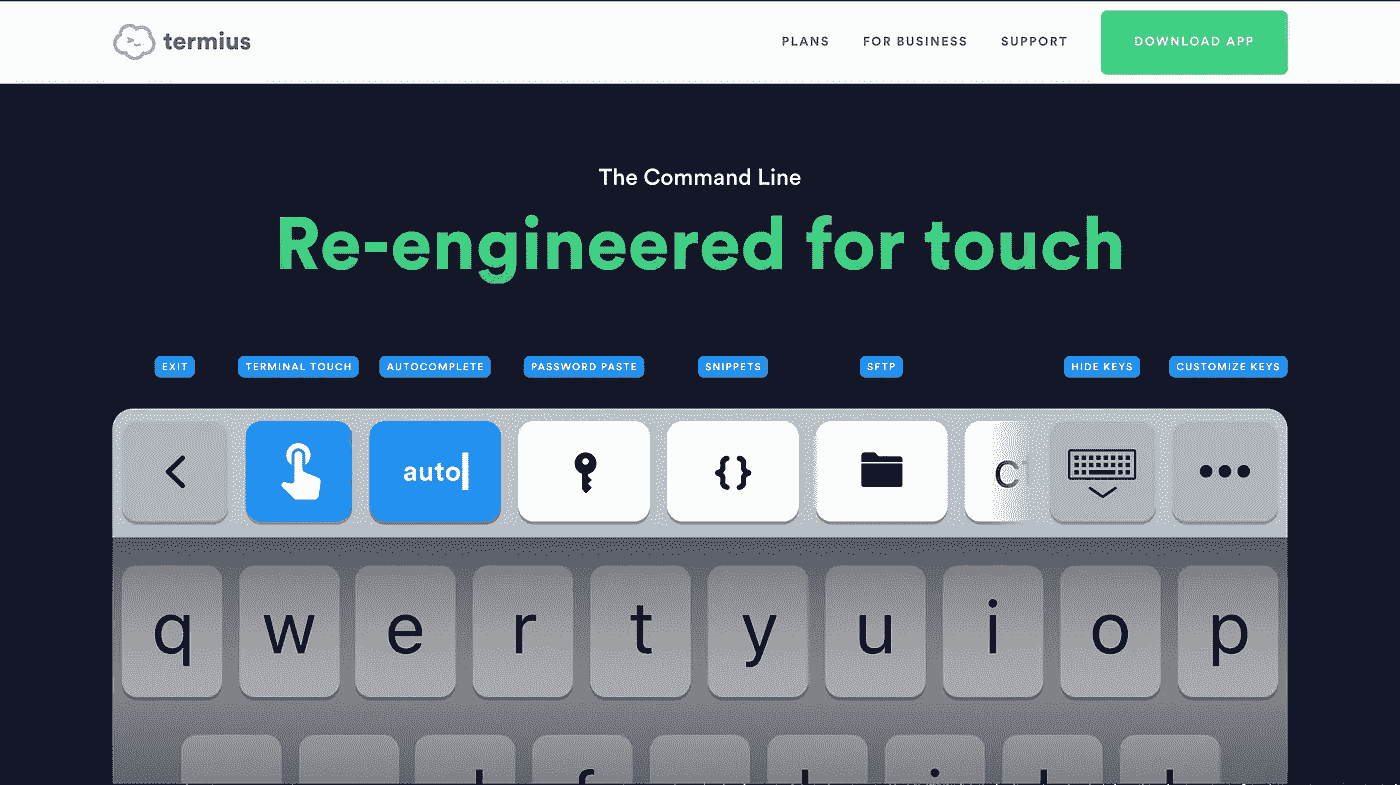 termius
PLANS FOR BUSINESS SUPPORT DOWNLOAD APP
The Command Line
Re-engineered for touch
EXIT TERMINAL TOUCH AUTOCOMPLETE PASSWORD PASTE SNIPPETS SFTP HIDE KEYS CUSTOMIZE KEYS
auto {}
q w e r t y u i o p